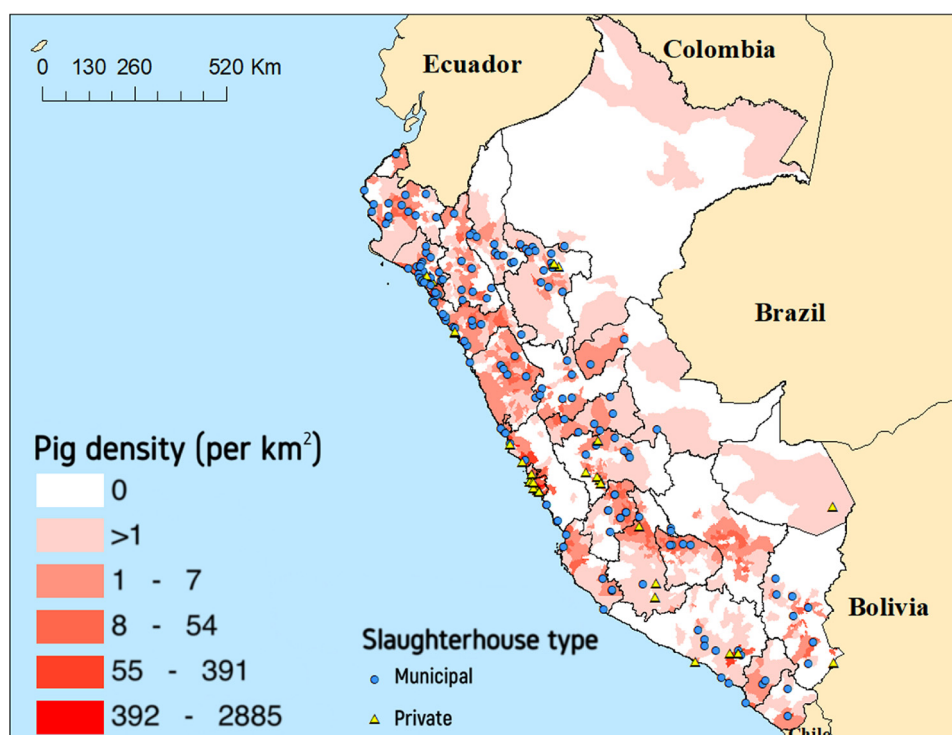 Colombia
Ecuador
0 130 260 520 Km
Brazil
Pig density (per km²)
0
>1
1 - 7
8 - 54
55 - 391
392 - 2885
Bolivia
Slaughterhouse type
Municipal
Private
Chile